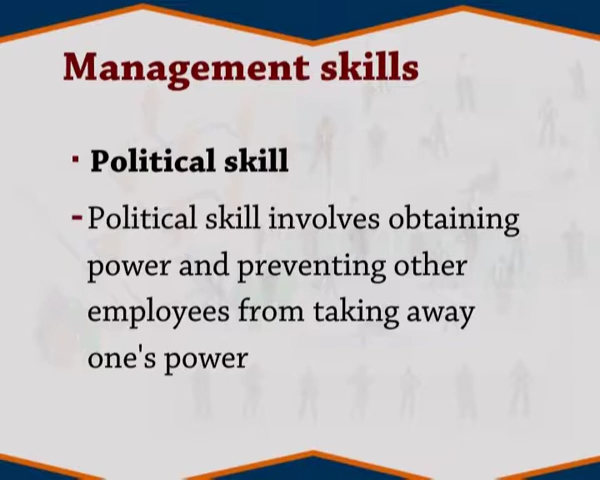 Management skills
· Political skill
-Political skill involves obtaining
power and preventing other
employees from taking away
one's power